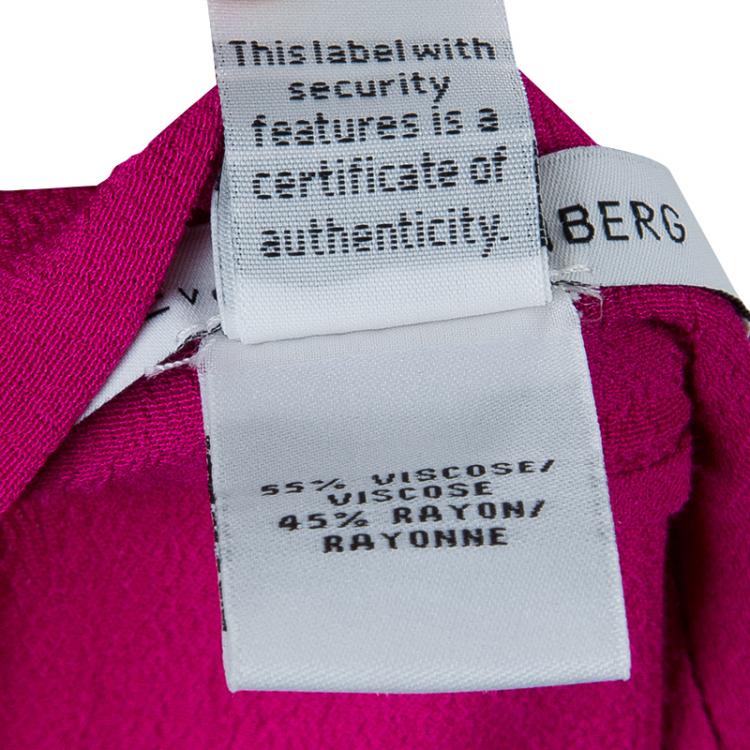 This label with
security
features is a
certificate of
authenticity.
BERG
55% VISCOSE/
VISCOSE
45% RAYON/
RAYONNE